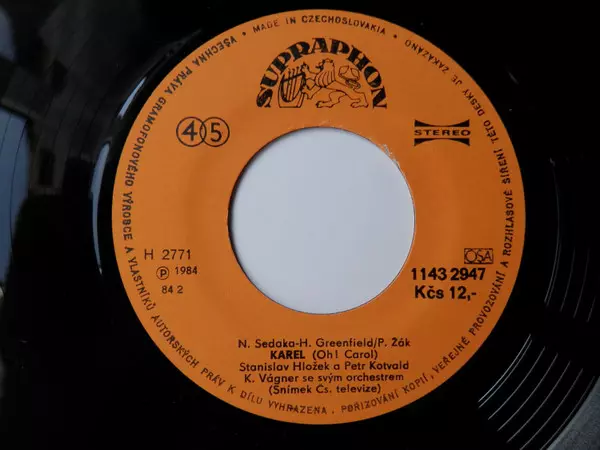 VŠECHNA PRÁVA GRAMOFONOVÉHO VÝROBCE A VLASTNÍKŮ AUTORSKÝCH PRÁV K DÍLU VYHRAZENA. POŘIZOVÁNÍ KOPIÍ, VEŘEJNÉ PROVOZOVÁNÍ A ROZHLASOVÉ ŠÍŘENÍ TÉTO DESKY JE ZAKÁZÁNO
MADE IN CZECHOSLOVAKIA
SUPRAPHON
45
STEREO
H 2771
Ⓟ 1984
84 2
OSA
1143 2947
Kčs 12,-
N. Sedaka-H. Greenfield/P. Žák
KAREL (Oh! Carol)
Stanislav Hložek a Petr Kotvald
K. Vágner se svým orchestrem
(Snímek Čs. televize)